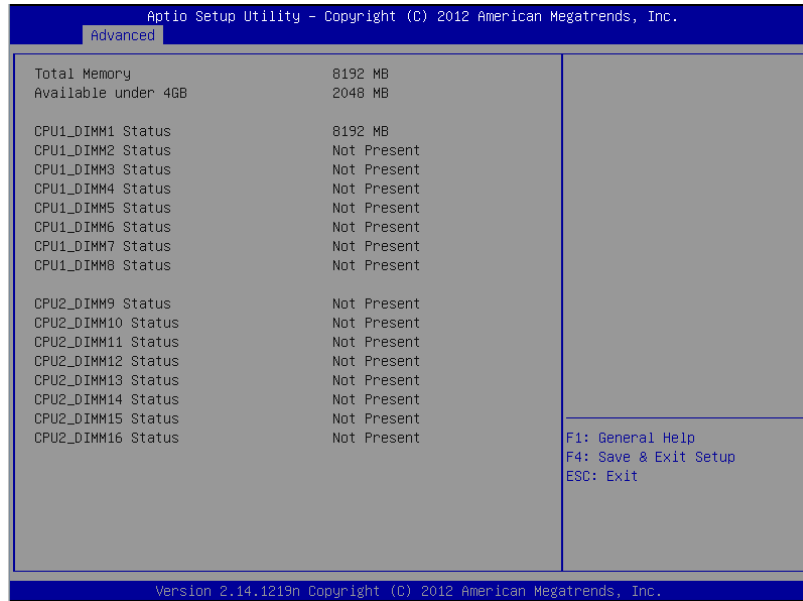 Aptio Setup Utility – Copyright (C) 2012 American Megatrends, Inc.
Advanced
Total Memory 8192 MB
Available under 4GB 2048 MB
CPU1_DIMM1 Status 8192 MB
CPU1_DIMM2 Status Not Present
CPU1_DIMM3 Status Not Present
CPU1_DIMM4 Status Not Present
CPU1_DIMM5 Status Not Present
CPU1_DIMM6 Status Not Present
CPU1_DIMM7 Status Not Present
CPU1_DIMM8 Status Not Present
CPU2_DIMM9 Status Not Present
CPU2_DIMM10 Status Not Present
CPU2_DIMM11 Status Not Present
CPU2_DIMM12 Status Not Present
CPU2_DIMM13 Status Not Present
CPU2_DIMM14 Status Not Present
CPU2_DIMM15 Status Not Present
CPU2_DIMM16 Status Not Present
F1: General Help
F4: Save & Exit Setup
ESC: Exit
Version 2.14.1219n Copyright (C) 2012 American Megatrends, Inc.